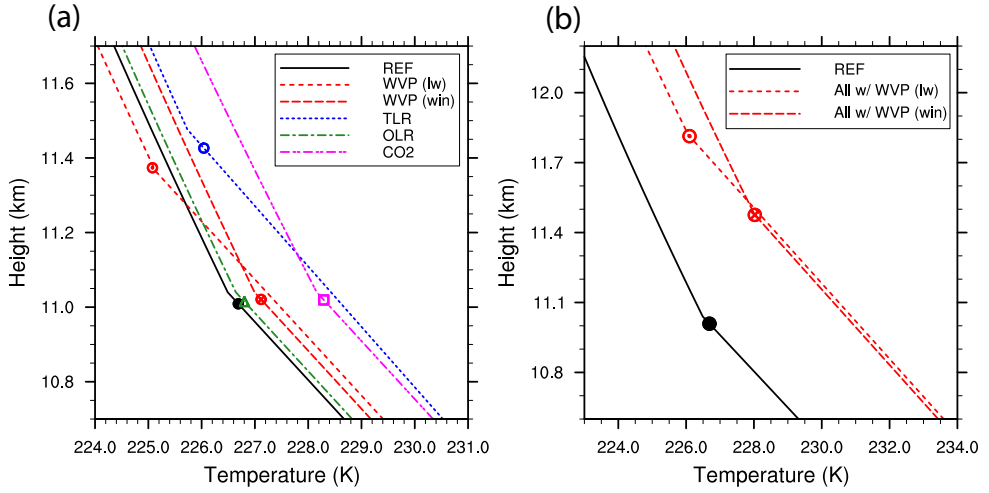 (a)
11.6
11.4
11.2
11.0
10.8
Height (km)
REF
WVP (lw)
WVP (win)
TLR
OLR
CO2
224.0 225.0 226.0 227.0 228.0 229.0 230.0 231.0
Temperature (K)
(b)
12.0
11.7
11.4
11.1
10.8
Height (km)
REF
All w/ WVP (lw)
All w/ WVP (win)
224.0 226.0 228.0 230.0 232.0 234.0
Temperature (K)